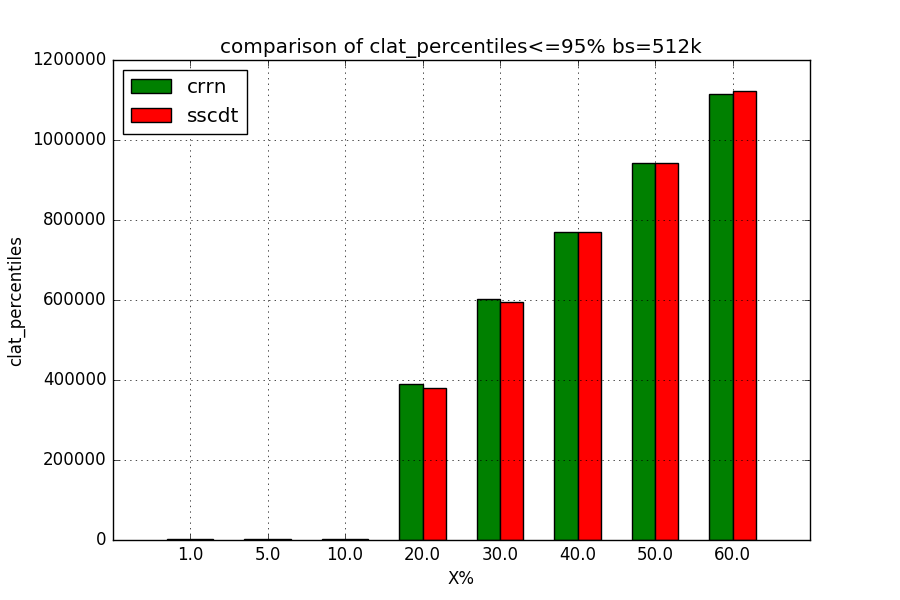 comparison of clat_percentiles<=95% bs=512k
1200000
1000000
800000
600000
400000
200000
0
clat_percentiles
crrn
sscdt
1.0 5.0 10.0 20.0 30.0 40.0 50.0 60.0
X%